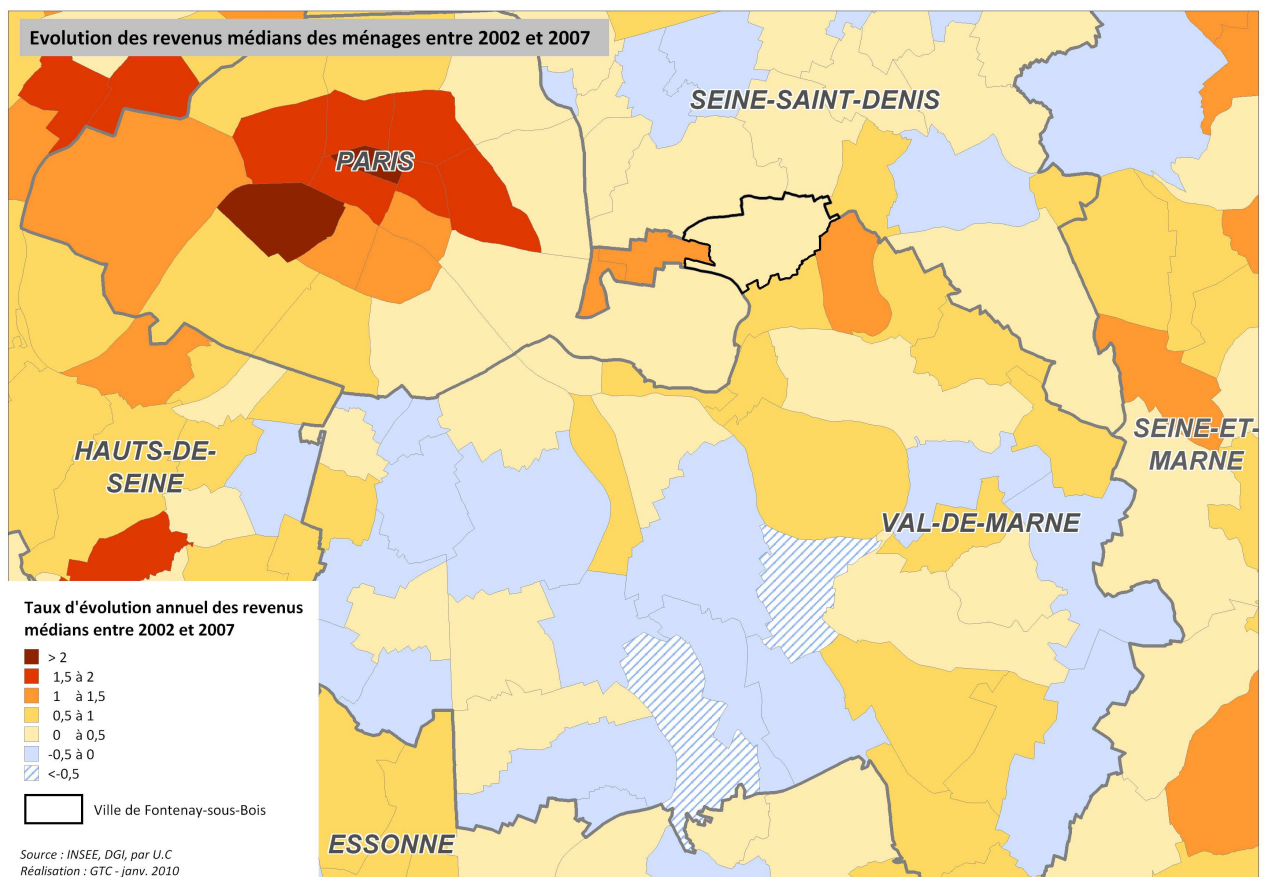 Evolution des revenus médians des ménages entre 2002 et 2007
SEINE-SAINT-DENIS
PARIS
HAUTS-DE-
SEINE
SEINE-ET-
MARNE
VAL-DE-MARNE
ESSONNE
Taux d'évolution annuel des revenus
médians entre 2002 et 2007
> 2
1,5 à 2
1 à 1,5
0,5 à 1
0 à 0,5
-0,5 à 0
<-0,5
Ville de Fontenay-sous-Bois
Source : INSEE, DGI, par U.C
Réalisation : GTC - janv. 2010